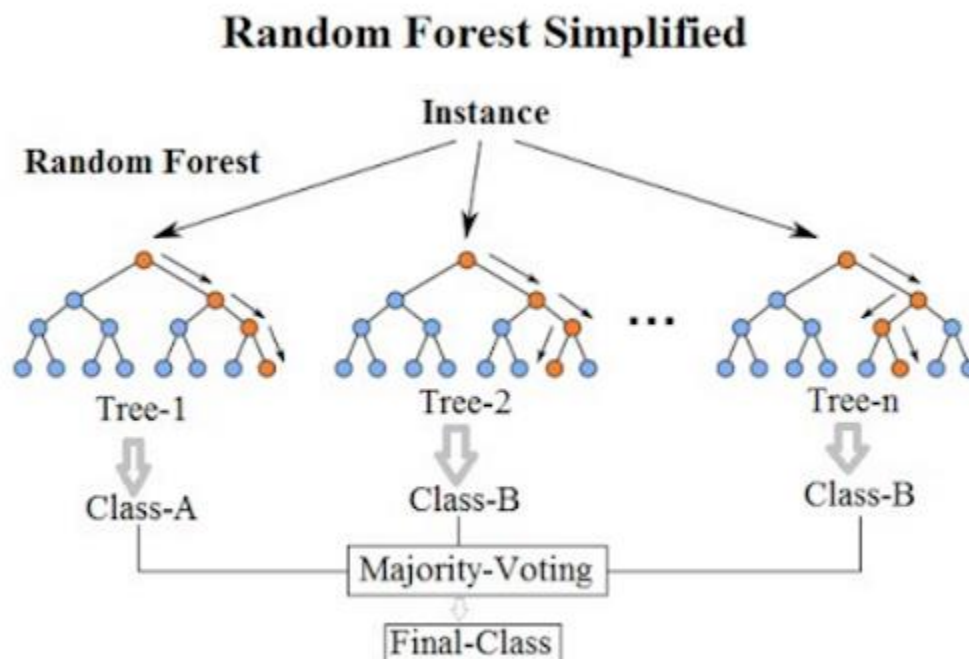 Random Forest Simplified
Instance
Random Forest
...
Tree-1
Tree-2
Tree-n
Class-A
Class-B
Class-B
Majority-Voting
Final-Class